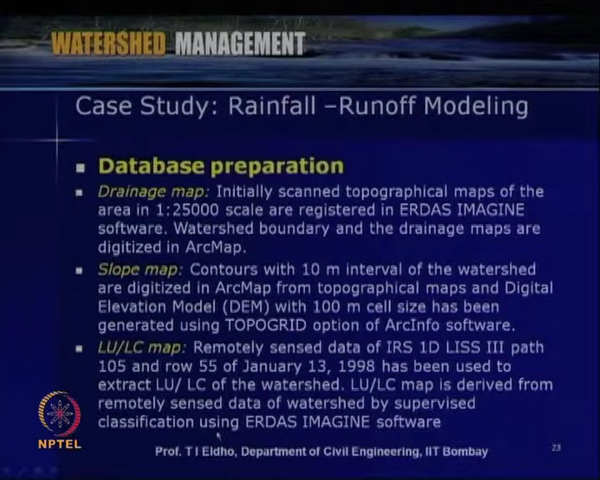 WATERSHED MANAGEMENT
Case Study: Rainfall –Runoff Modeling
Database preparation
Drainage map: Initially scanned topographical maps of the
area in 1:25000 scale are registered in ERDAS IMAGINE
software. Watershed boundary and the drainage maps are
digitized in ArcMap.
Slope map: Contours with 10 m interval of the watershed
are digitized in ArcMap from topographical maps and Digital
Elevation Model (DEM) with 100 m cell size has been
generated using TOPOGRID option of ArcInfo software.
LU/LC map: Remotely sensed data of IRS 1D LISS III path
105 and row 55 of January 13, 1998 has been used to
extract LU/ LC of the watershed. LU/LC map is derived from
remotely sensed data of watershed by supervised
classification using ERDAS IMAGINE software
NPTEL
Prof. T I Eldho, Department of Civil Engineering, IIT Bombay
23